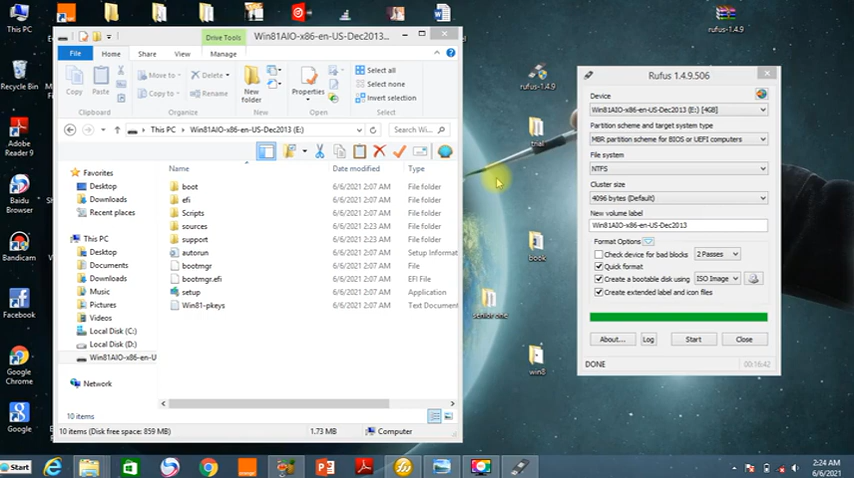 This PC
Recycle Bin
Adobe
Reader 9
Baidu
Browser
Facebook
Google
Chrome
Google
Drive Tools
Win81AIO-x86-en-US-Dec2013...
File
Home
Share
View
Manage
Copy
Paste
Clipboard
Move to
Copy to
Delete
Rename
Organize
New
folder
New
Properties
Open
Select all
Select none
Invert selection
Select
This PC
Win81AIO-x86-en-US-Dec2013 (E:)
Search Wi...
Favorites
Desktop
Downloads
Recent places
This PC
Desktop
Documents
Downloads
Music
Pictures
Videos
Local Disk (C:)
Local Disk (D:)
Win81AIO-x86-en-U
Network
Name
Date modified
Type
boot
6/6/2021 2:07 AM
File folder
efi
6/6/2021 2:07 AM
File folder
Scripts
6/6/2021 2:07 AM
File folder
sources
6/6/2021 2:23 AM
File folder
support
6/6/2021 2:23 AM
File folder
autorun
6/6/2021 2:07 AM
Setup Informat
bootmgr
6/6/2021 2:07 AM
File
bootmgr.efi
6/6/2021 2:07 AM
EFI File
setup
6/6/2021 2:07 AM
Application
Win81-pkeys
6/6/2021 2:07 AM
Text Document
10 items
10 items (Disk free space: 859 MB)
1.73 MB
Computer
rufus-1.4.9
rufus-1.4.9
trial
book
senior one
win8
Rufus 1.4.9.506
Device
Win81AIO-x86-en-US-Dec2013 (E:) [4GB]
Partition scheme and target system type
MBR partition scheme for BIOS or UEFI computers
File system
NTFS
Cluster size
4096 bytes (Default)
New volume label
Win81AIO-x86-en-US-Dec2013
Format Options
Check device for bad blocks
2 Passes
Quick format
Create a bootable disk using
ISO Image
Create extended label and icon files
About...
Log
Start
Close
DONE
00:16:42
Start
2:24 AM
6/6/2021